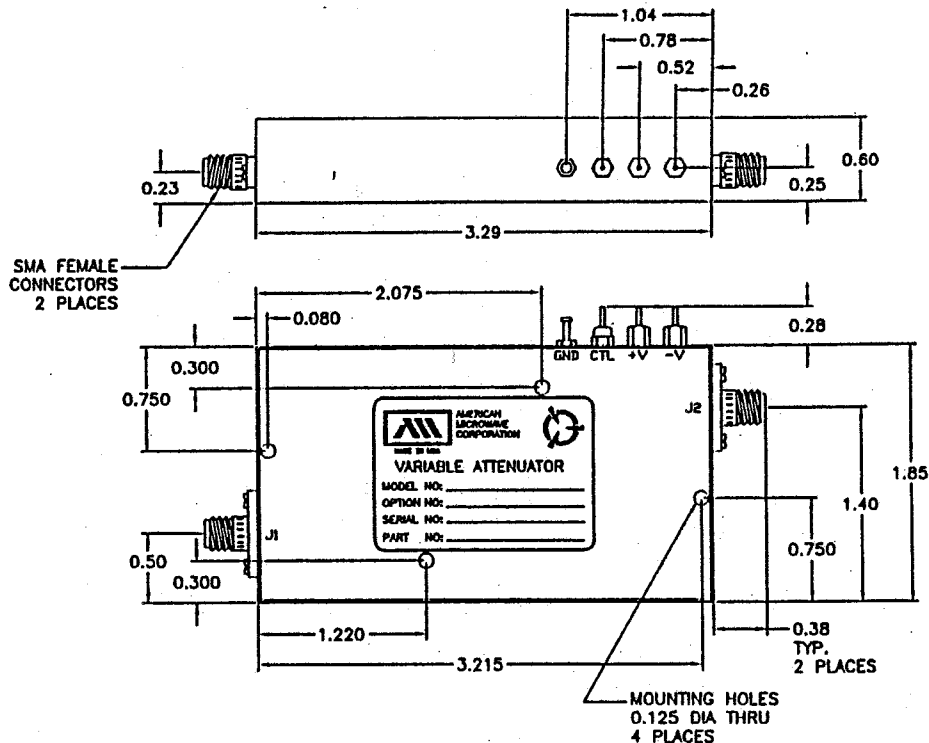 1.04
0.78
0.52
0.26
0.60
0.23
0.25
3.29
SMA FEMALE
CONNECTORS
2 PLACES
2.075
0.080
0.28
0.300
GND CTL +V -V
0.750
J2
AMERICAN
MICROWAVE
CORPORATION
MADE IN USA
VARIABLE ATTENUATOR
MODEL NO:
OPTION NO:
SERIAL NO:
PART NO:
1.85
1.40
J1
0.50
0.300
0.750
1.220
0.38
TYP.
2 PLACES
3.215
MOUNTING HOLES
0.125 DIA THRU
4 PLACES